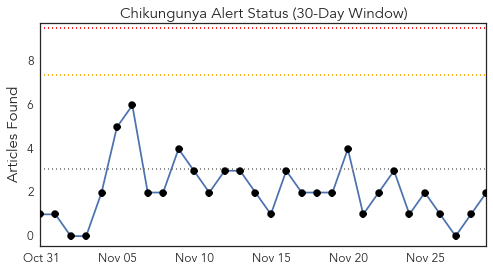 Chikungunya Alert Status (30-Day Window)
Articles Found
8
6
4
2
0
Oct 31
Nov 05
Nov 10
Nov 15
Nov 20
Nov 25